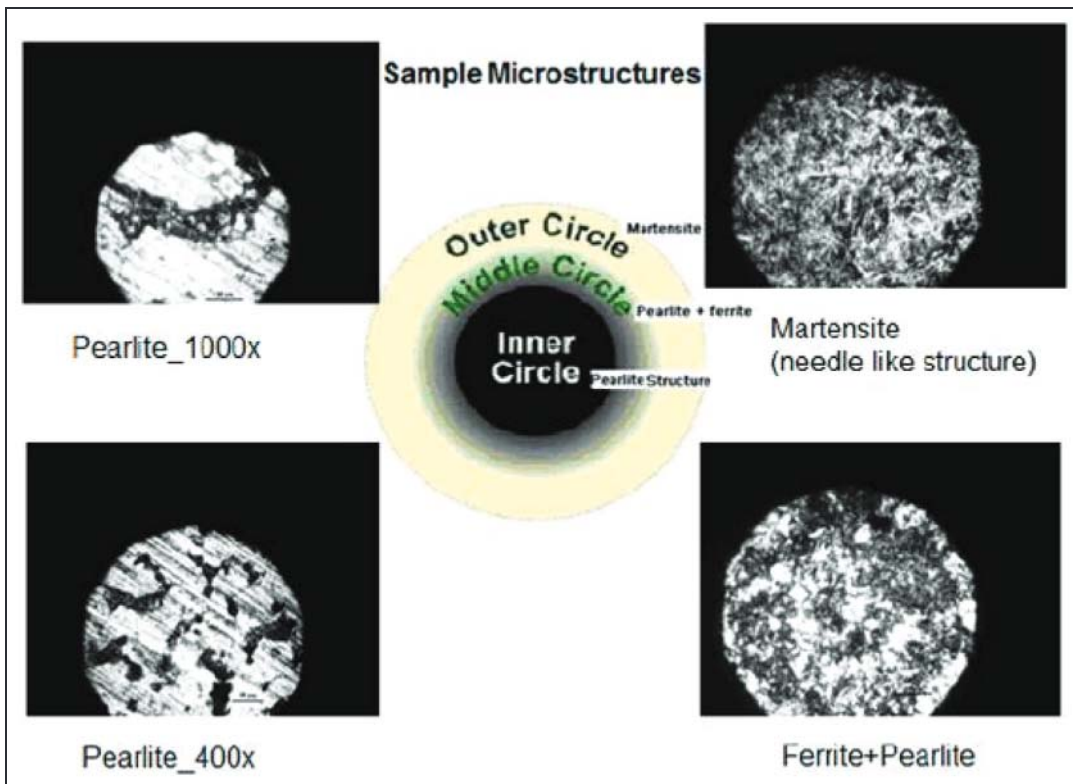 Sample Microstructures
Outer Circle
Martensite
Middle Circle
Pearlite + ferrite
Inner
Circle
Pearlite Structure
Pearlite_1000x
Martensite
(needle like structure)
Pearlite_400x
Ferrite+Pearlite